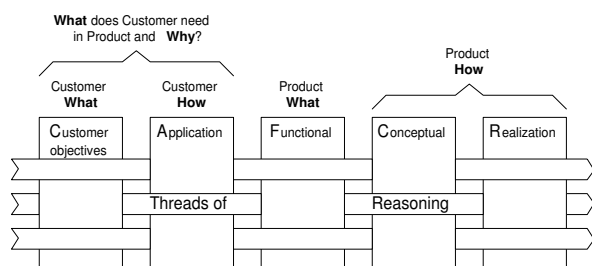 What does Customer need
in Product and Why?
Product
How
Customer
What
Customer
How
Product
What
Customer
objectives
Application
Functional
Conceptual
Realization
Threads of
Reasoning